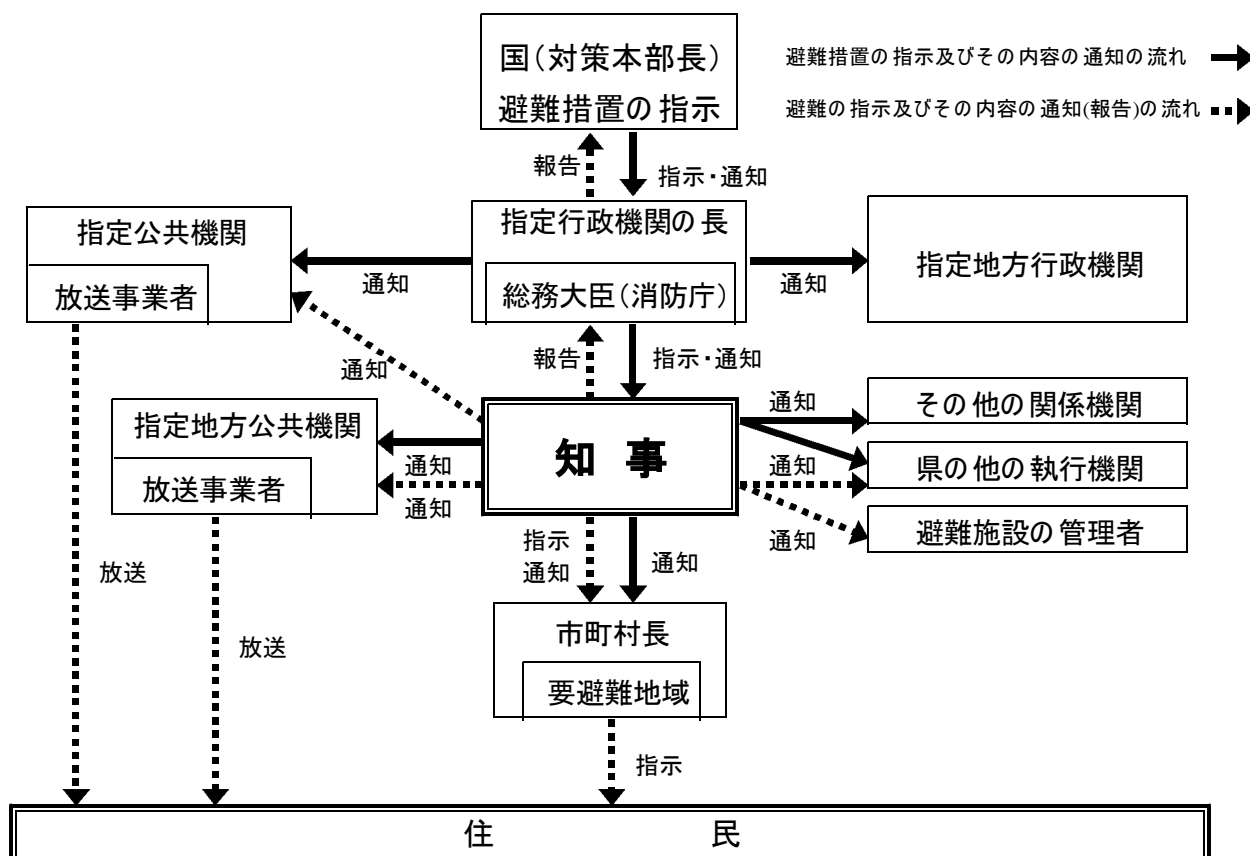 国(対策本部長)
避難措置の指示
避難措置の指示及びその内容の通知の流れ
避難の指示及びその内容の通知(報告)の流れ
報告
指示・通知
指定公共機関
放送事業者
通知
指定行政機関の長
総務大臣(消防庁)
通知
指定地方行政機関
通知
報告
指示・通知
指定地方公共機関
放送事業者
通知
通知
知 事
通知
その他の関係機関
通知
県の他の執行機関
通知
避難施設の管理者
放送
指示
通知
通知
放送
市町村長
要避難地域
指示
住 民